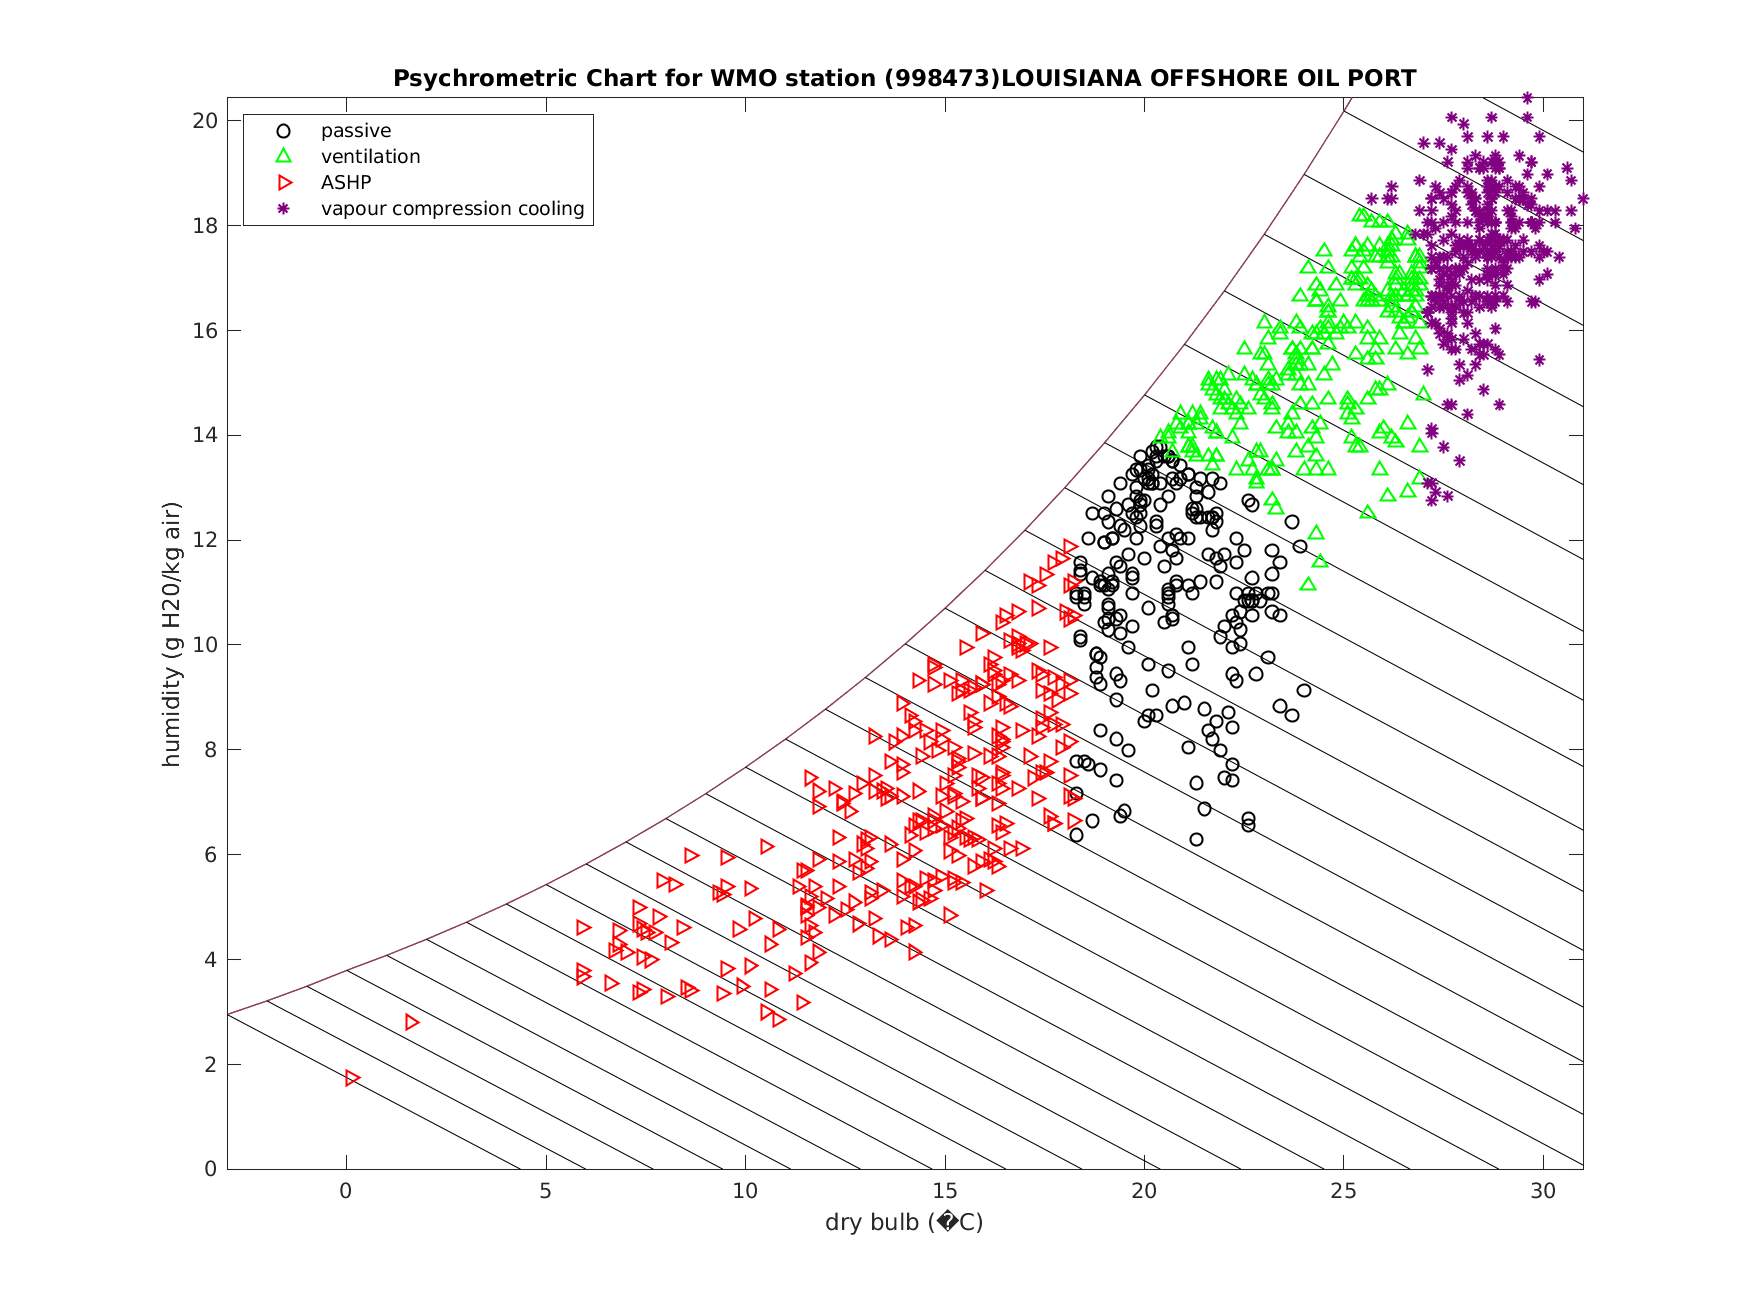 Psychrometric Chart for WMO station (998473)LOUISIANA OFFSHORE OIL PORT
passive
ventilation
ASHP
vapour compression cooling
humidity (g H20/kg air)
20
18
16
14
12
10
8
6
4
2
0
0 5 10 15 20 25 30
dry bulb (�C)